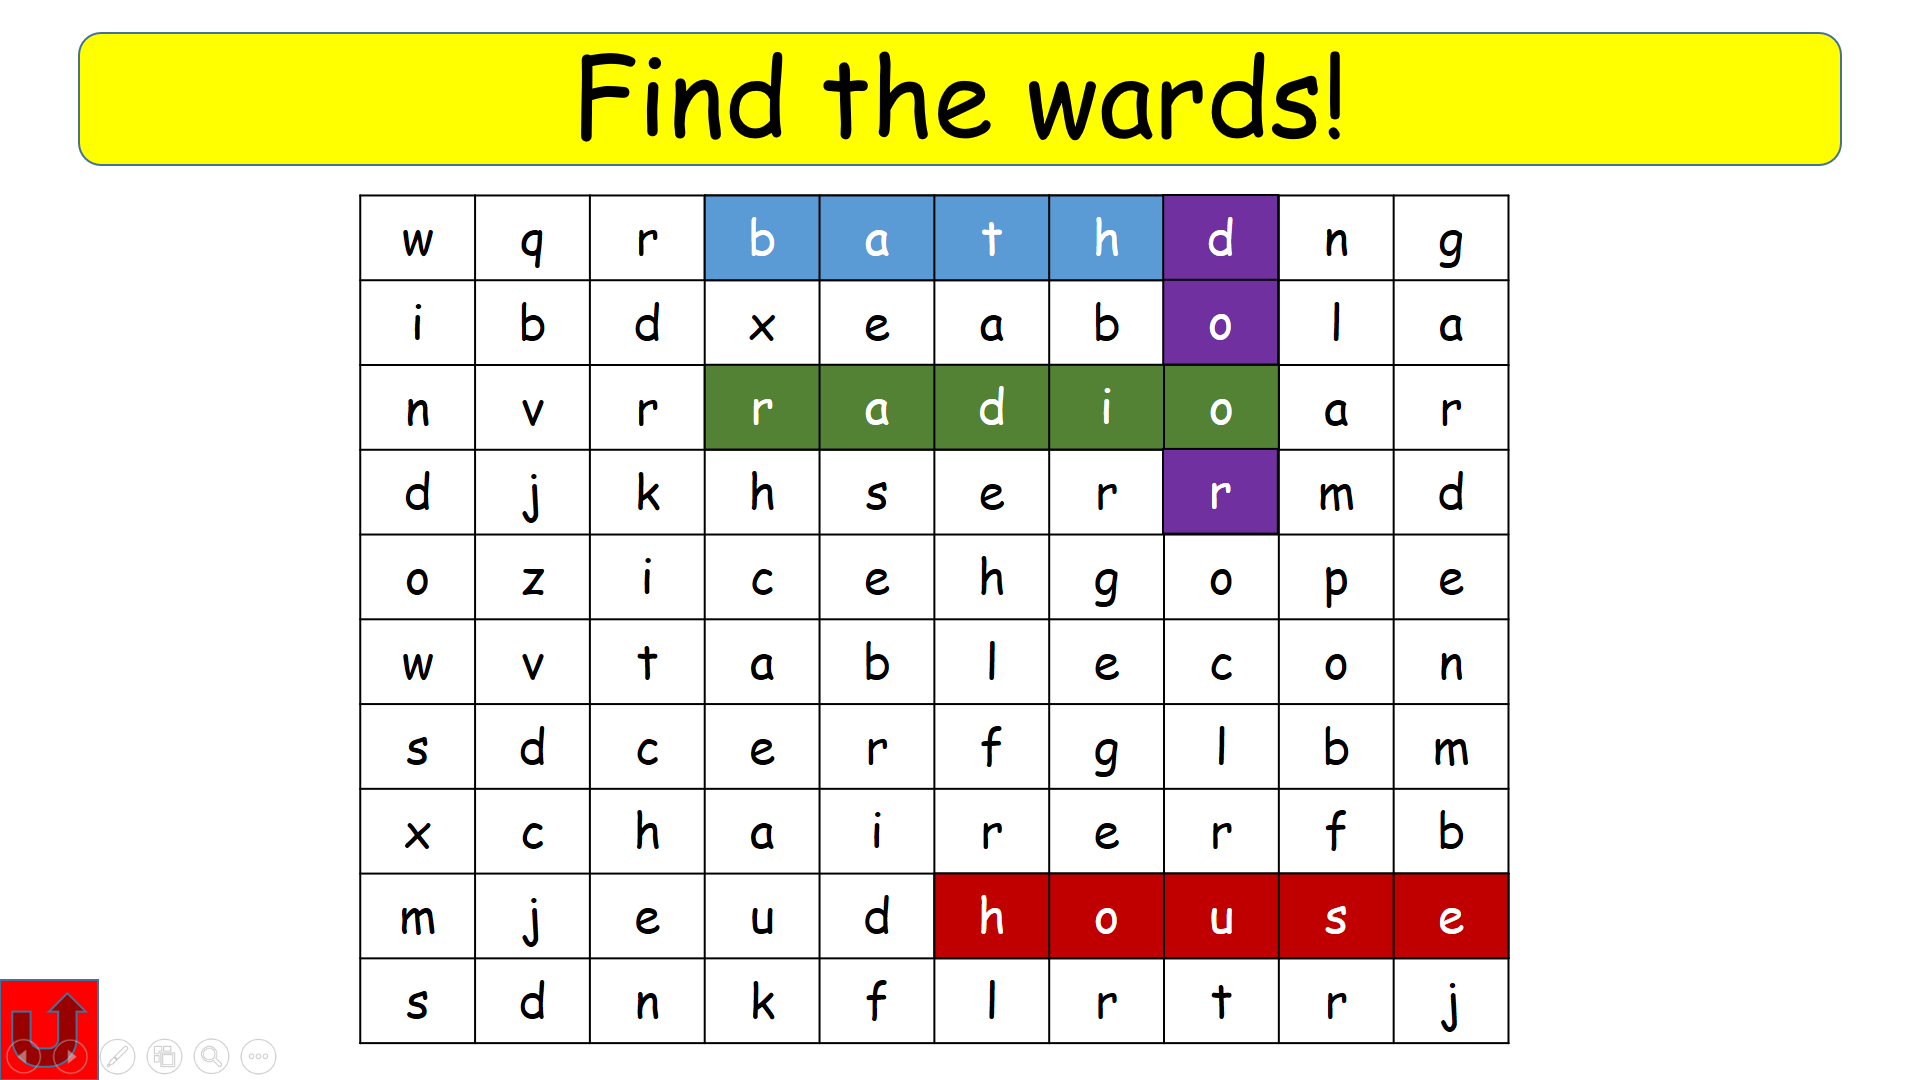 Find the wards!
w q r b a t h d n g
i b d x e a b o l a
n v r r a d i o a r
d j k h s e r r m d
o z i c e h g o p e
w v t a b l e c o n
s d c e r f g l b m
x c h a i r e r f b
m j e u d h o u s e
s d n k f l r t r j